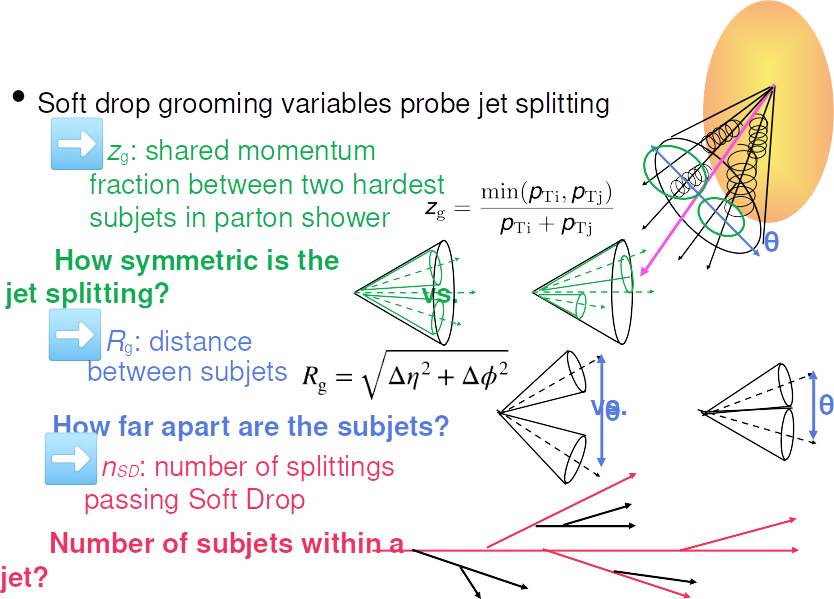 • Soft drop grooming variables probe jet splitting
➡ zg: shared momentum
fraction between two hardest
subjets in parton shower
zg = min(pTi, pTj) / pTi + pTj
θ
How symmetric is the
jet splitting?
vs.
➡ Rg: distance
between subjets
Rg = √Δη² + Δϕ²
vs.
θ
θ
How far apart are the subjets?
➡ nSD: number of splittings
passing Soft Drop
Number of subjets within a
jet?